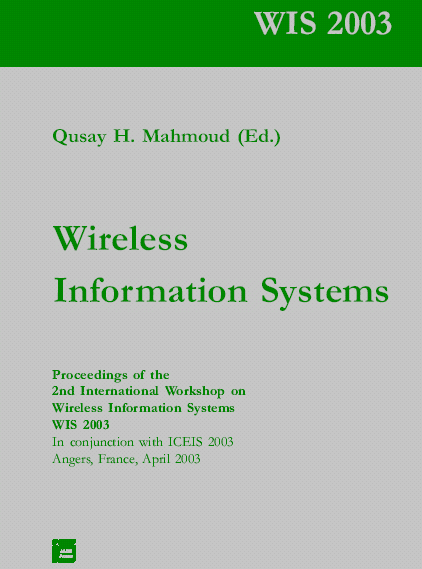 WIS 2003
Qusay H. Mahmoud (Ed.)
Wireless
Information Systems
Proceedings of the
2nd International Workshop on
Wireless Information Systems
WIS 2003
In conjunction with ICEIS 2003
Angers, France, April 2003